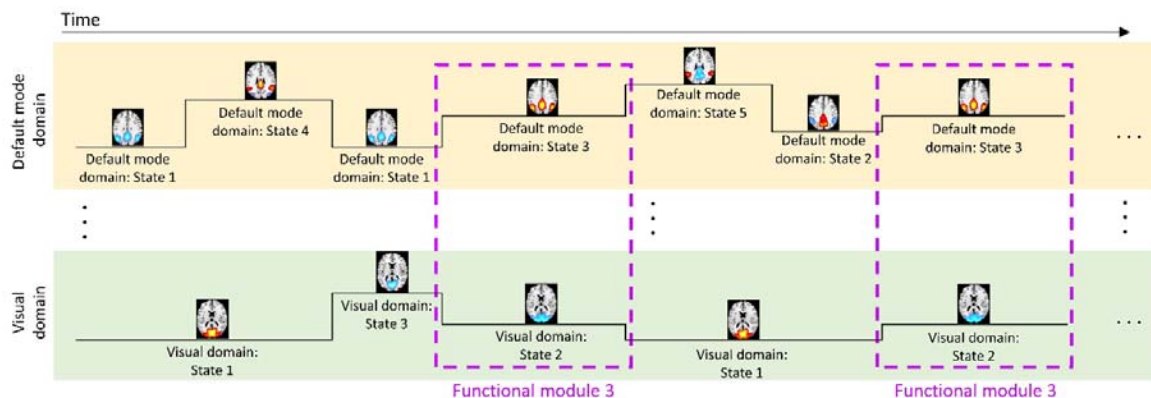 Time
Default mode
domain
Default mode
domain: State 1
Default mode
domain: State 4
Default mode
domain: State 1
Default mode
domain: State 3
Default mode
domain: State 5
Default mode
domain: State 2
Default mode
domain: State 3
. . .
Visual
domain
Visual domain:
State 1
Visual domain:
State 3
Visual domain:
State 2
Visual domain:
State 1
Visual domain:
State 2
. . .
Functional module 3
Functional module 3